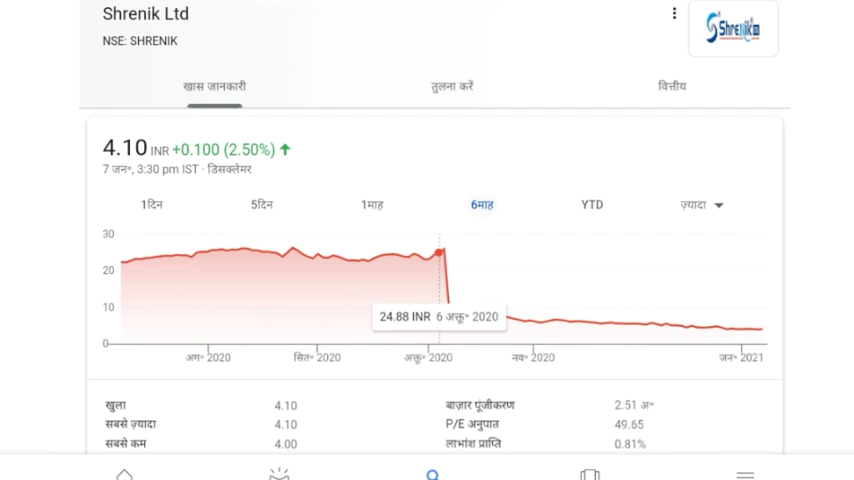 Shrenik Ltd
NSE: SHRENIK
Shrenik
खास जानकारी तुलना करें वित्तीय
4.10 INR +0.100 (2.50%) ↑
7 जन॰, 3:30 pm IST · डिसक्लेमर
1दिन 5दिन 1माह 6माह YTD ज़्यादा
30
20
10
0
24.88 INR 6 अक्तू॰ 2020
अग॰ 2020 सित॰ 2020 अक्तू॰ 2020 नव॰ 2020 जन॰ 2021
खुला 4.10 बाज़ार पूंजीकरण 2.51 अ॰
सबसे ज़्यादा 4.10 P/E अनुपात 49.65
सबसे कम 4.00 लाभांश प्राप्ति 0.81%